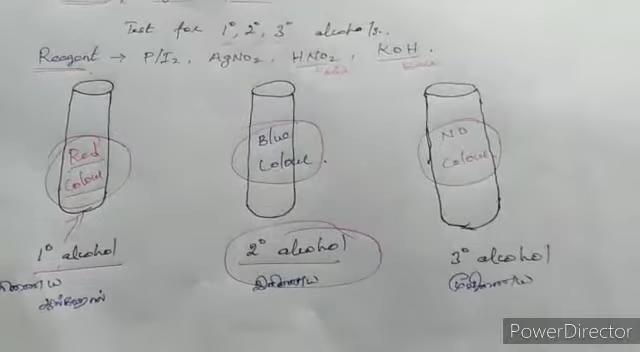 Test for 1°, 2°, 3° alcohols.
Reagent → P/I2, AgNO2, HNO2, KOH.
Red Blue NO
Colour Colour. Colour
1° alcohol 2° alcohol 3° alcohol
PowerDirector